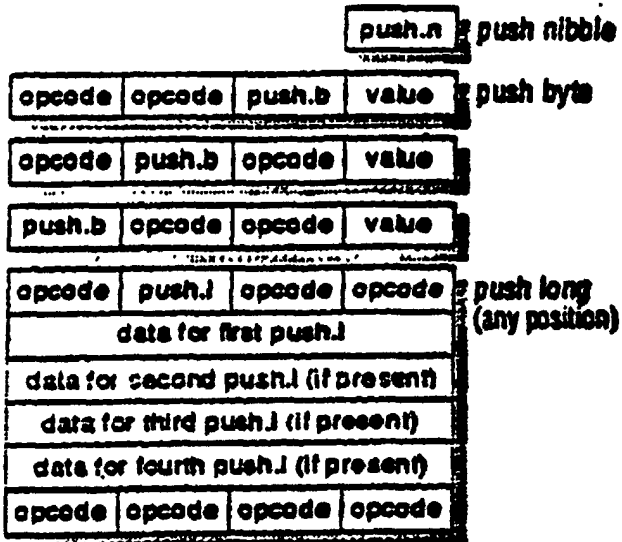 push.n push nibble
opcode opcode push.b value push byte
opcode push.b opcode value
push.b opcode opcode value
opcode push.l opcode opcode push long
(any position)
data for first push.l
data for second push.l (if present)
data for third push.l (if present)
data for fourth push.l (if present)
opcode opcode opcode opcode